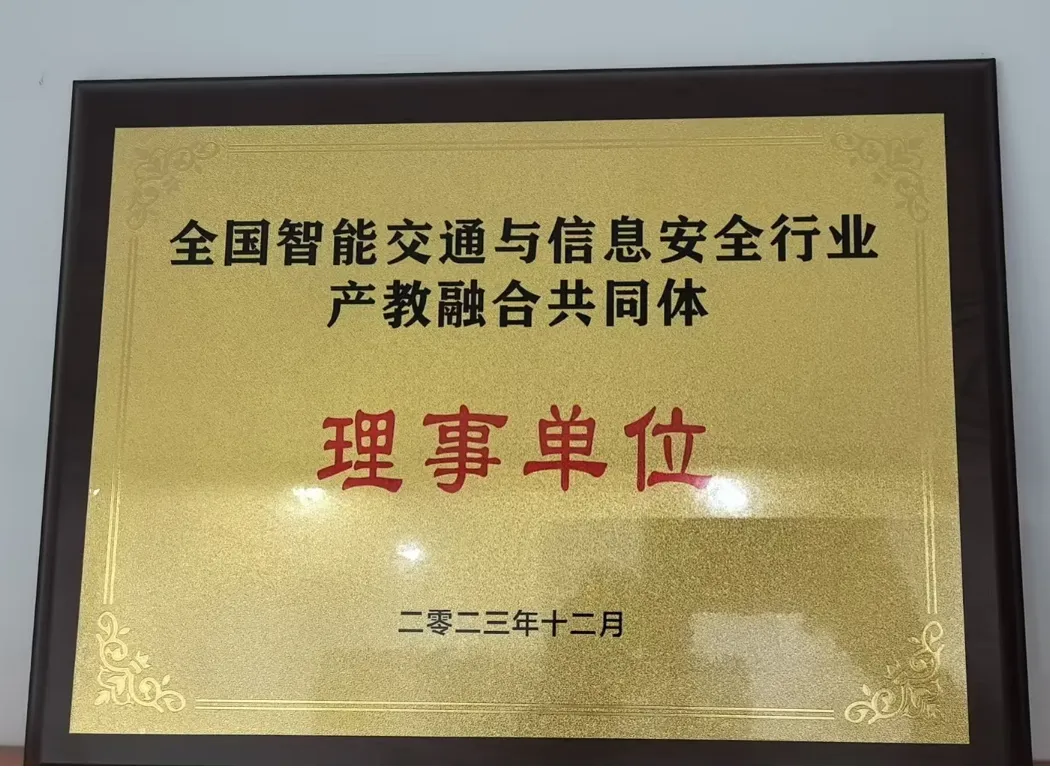 全国智能交通与信息安全行业
产教融合共同体
理事单位
二零二三年十二月